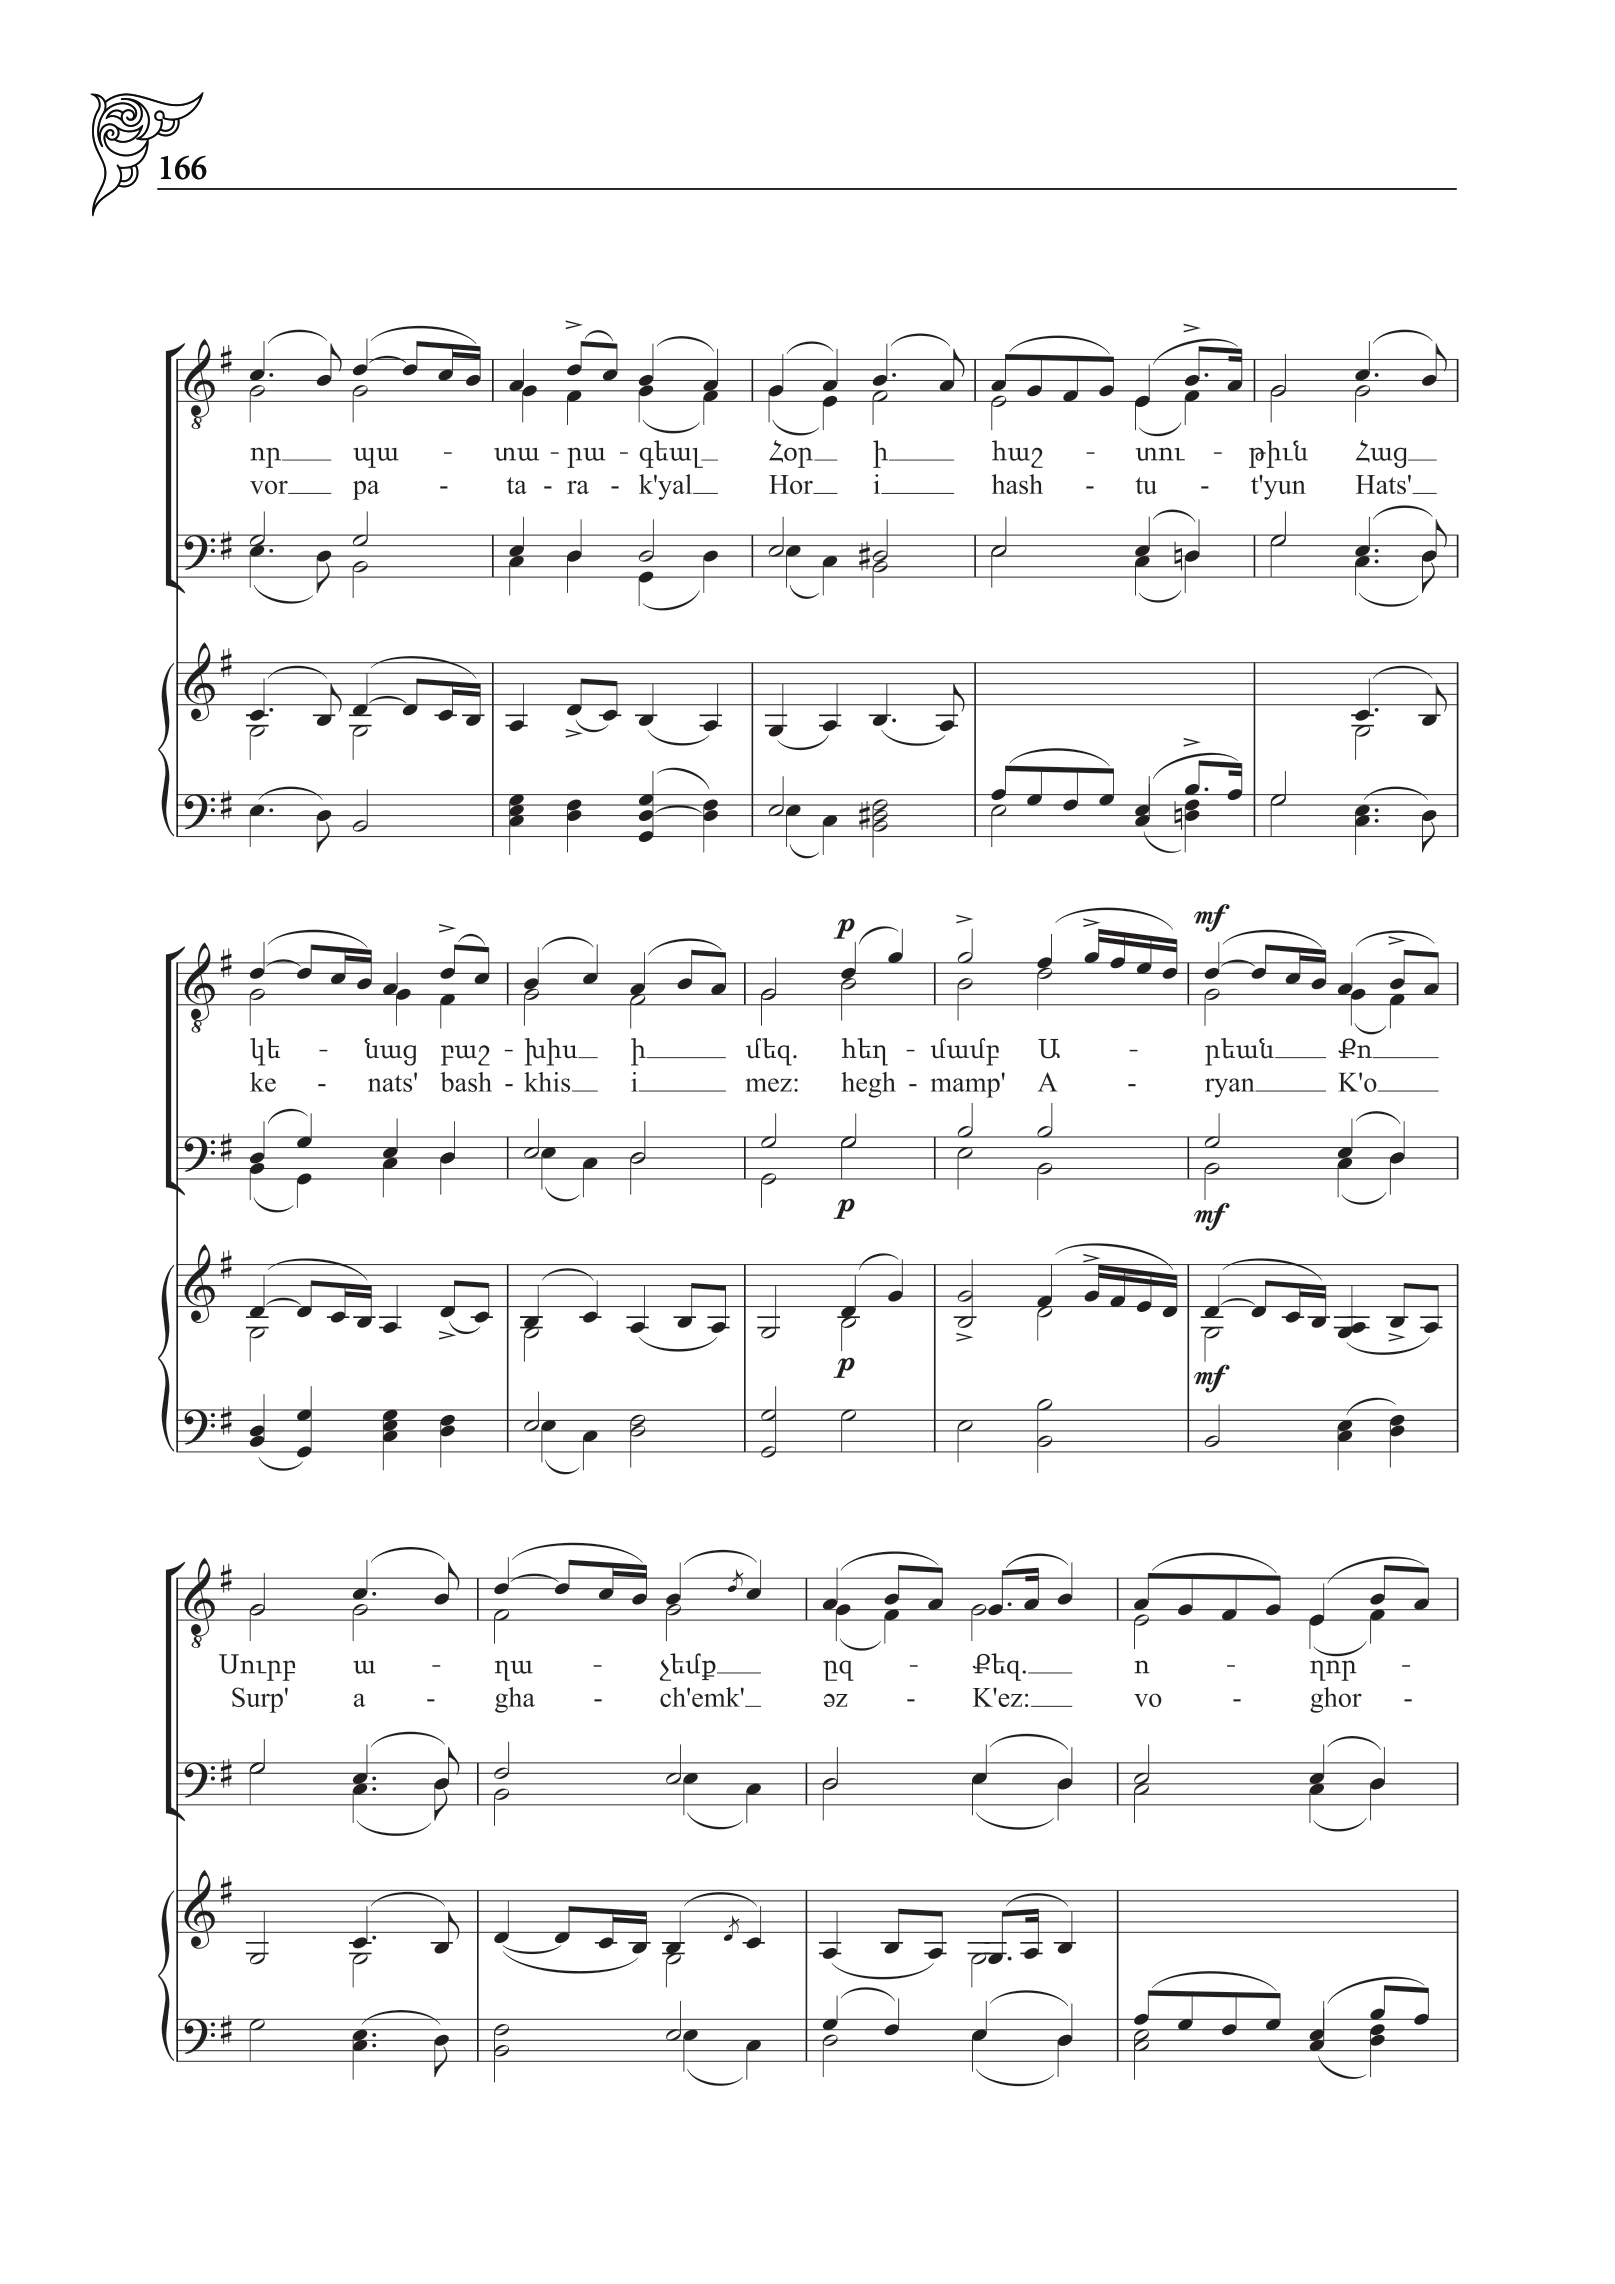 166
որ պա - տա - րա - գեալ Հօր ի հաշ - տու - թիւն Հաց
vor pa - ta - ra - k'yal Hor i hash - tu - t'yun Hats'
p mf
կե - նաց բաշ - խիս ի մեզ. հեղ - մամբ Ա - րեան Քո
ke - nats' bash - khis i mez: hegh - mamp' A - ryan K'o
p mf
p mf
Սուրբ ա - ղա - չեմք ըզ - Քեզ. ո - ղոր -
Surp' a - gha - ch'emk' əz - K'ez: vo - ghor -